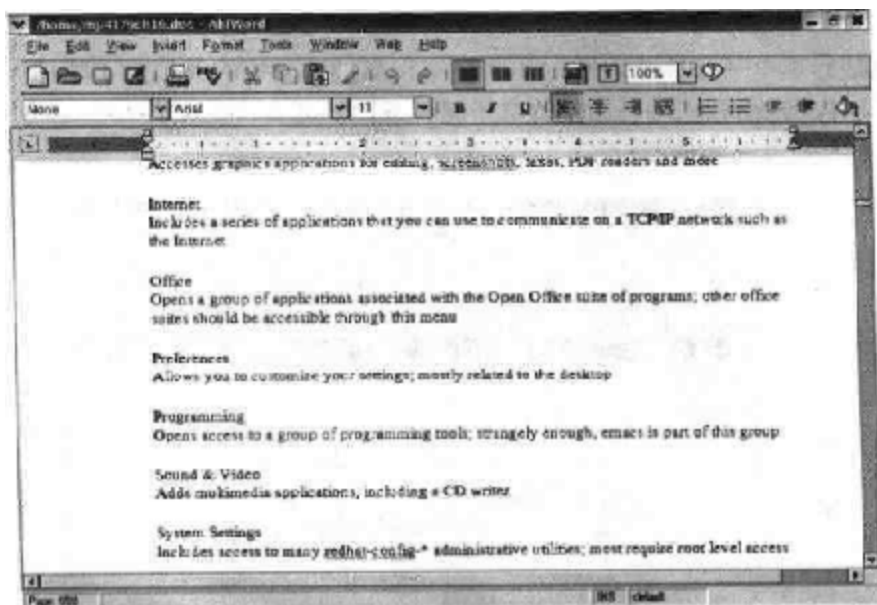 /home/mj/4179c16.doc - AbiWord
File Edit View Insert Format Tools Window Web Help
100%
None Arial 11
Accesses graphics applications for editing, screenshots, faxes, PDF readers and more
Internet
Includes a series of applications that you can use to communicate on a TCP/IP network such as
the Internet
Office
Opens a group of applications associated with the Open Office suite of programs; other office
suites should be accessible through this menu
Preferences
Allows you to customize your settings; mostly related to the desktop
Programming
Opens access to a group of programming tools; strangely enough, emacs is part of this group
Sound & Video
Adds multimedia applications, including a CD writer
System Settings
Includes access to many redhat-config-* administrative utilities; most require root level access
INS default